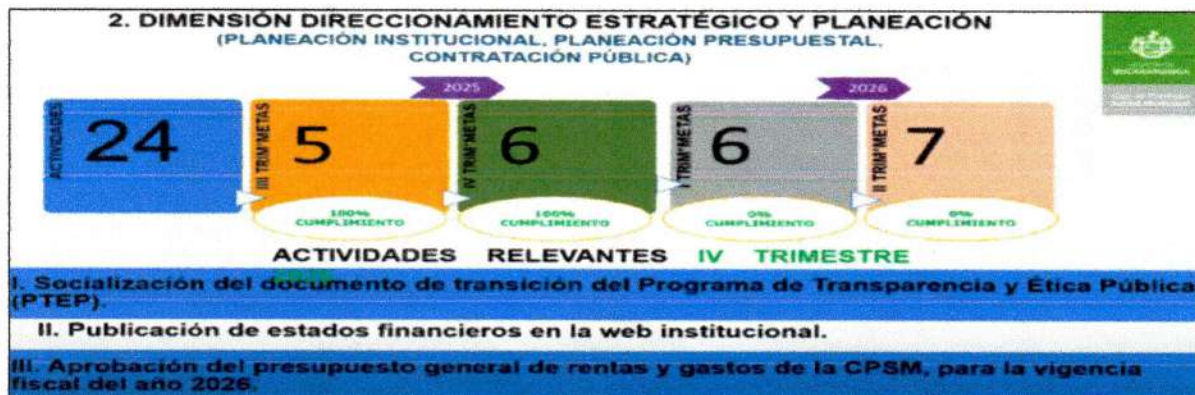 2. DIMENSIÓN DIRECCIONAMIENTO ESTRATÉGICO Y PLANEACIÓN
(PLANEACIÓN INSTITUCIONAL, PLANEACIÓN PRESUPUESTAL,
CONTRATACIÓN PÚBLICA)
2025
2026
ACTIVIDADES
24
III TRIM*METAS
5
IV TRIM*METAS
6
I TRIM*METAS
6
II TRIM*METAS
7
100%
CUMPLIMIENTO
100%
CUMPLIMIENTO
0%
CUMPLIMIENTO
0%
CUMPLIMIENTO
ACTIVIDADES RELEVANTES IV TRIMESTRE
I. Socialización del documento de transición del Programa de Transparencia y Ética Pública
(PTEP).
II. Publicación de estados financieros en la web institucional.
III. Aprobación del presupuesto general de rentas y gastos de la CPSM, para la vigencia
fiscal del año 2026.